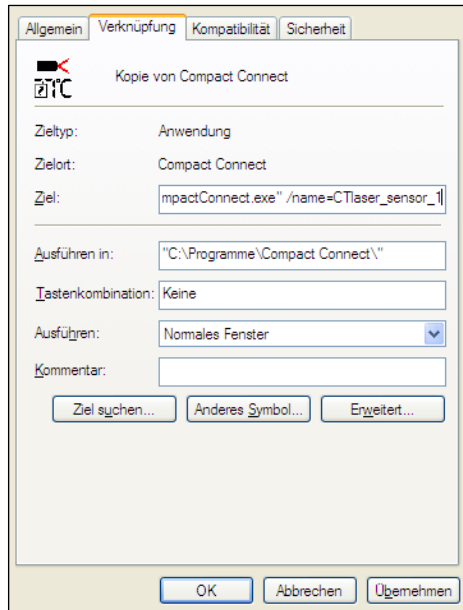 Allgemein Verknüpfung Kompatibilität Sicherheit
Kopie von Compact Connect
Zieltyp: Anwendung
Zielort: Compact Connect
Ziel: mpactConnect.exe" /name=CTlaser_sensor_1
Ausführen in: "C:\Programme\Compact Connect\"
Tastenkombination: Keine
Ausführen: Normales Fenster
Kommentar:
Ziel suchen... Anderes Symbol... Erweitert...
OK Abbrechen Übernehmen